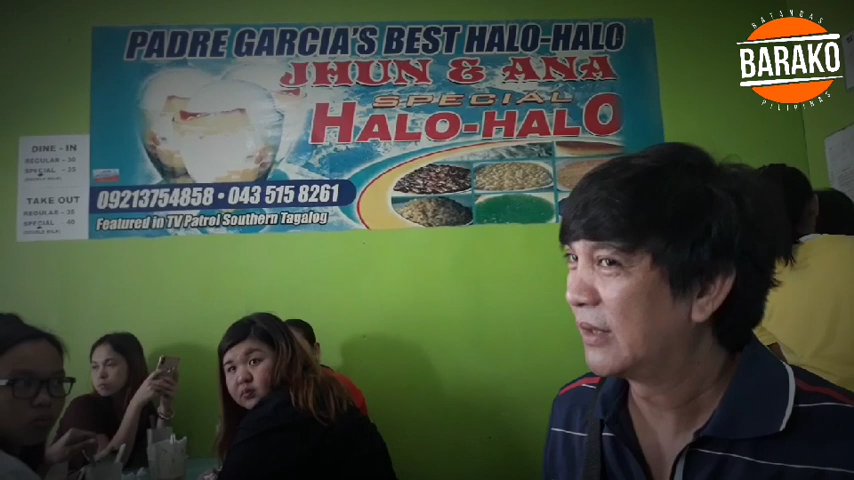 PADRE GARCIA'S BEST HALO-HALO
JHUN & ANA
SPECIAL
HALO-HALO
09213754858 • 043 515 8261
Featured in TV Patrol Southern Tagalog
DINE - IN
REGULAR - 30
SPECIAL - 35
TAKE OUT
REGULAR - 35
SPECIAL - 40
BATANGAS
BARAKO
PILIPINAS